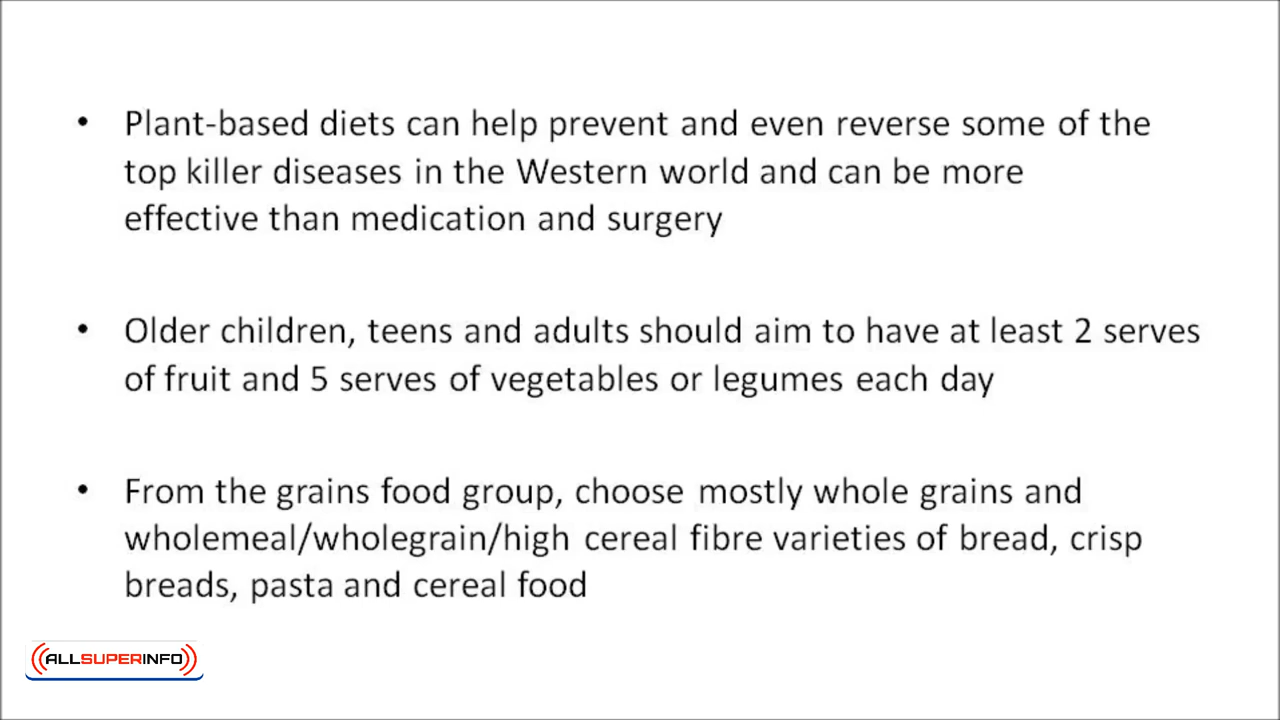 • Plant-based diets can help prevent and even reverse some of the
top killer diseases in the Western world and can be more
effective than medication and surgery
• Older children, teens and adults should aim to have at least 2 serves
of fruit and 5 serves of vegetables or legumes each day
• From the grains food group, choose mostly whole grains and
wholemeal/wholegrain/high cereal fibre varieties of bread, crisp
breads, pasta and cereal food
ALLSUPERINFO